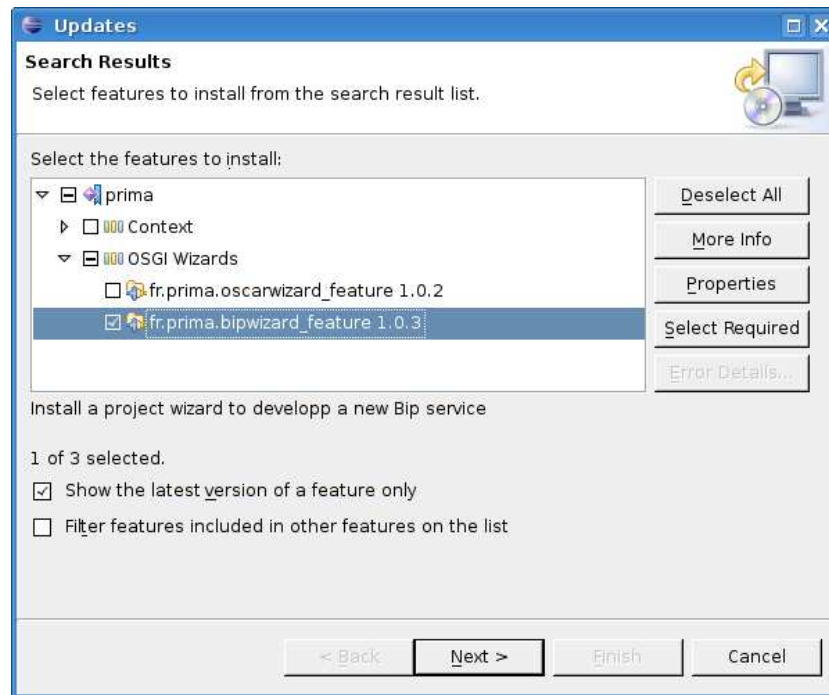 Updates
Search Results
Select features to install from the search result list.
Select the features to install:
prima
Context
OSGI Wizards
fr.prima.oscarwizard_feature 1.0.2
fr.prima.bipwizard_feature 1.0.3
Deselect All
More Info
Properties
Select Required
Error Details...
Install a project wizard to developp a new Bip service
1 of 3 selected.
Show the latest version of a feature only
Filter features included in other features on the list
< Back
Next >
Finish
Cancel